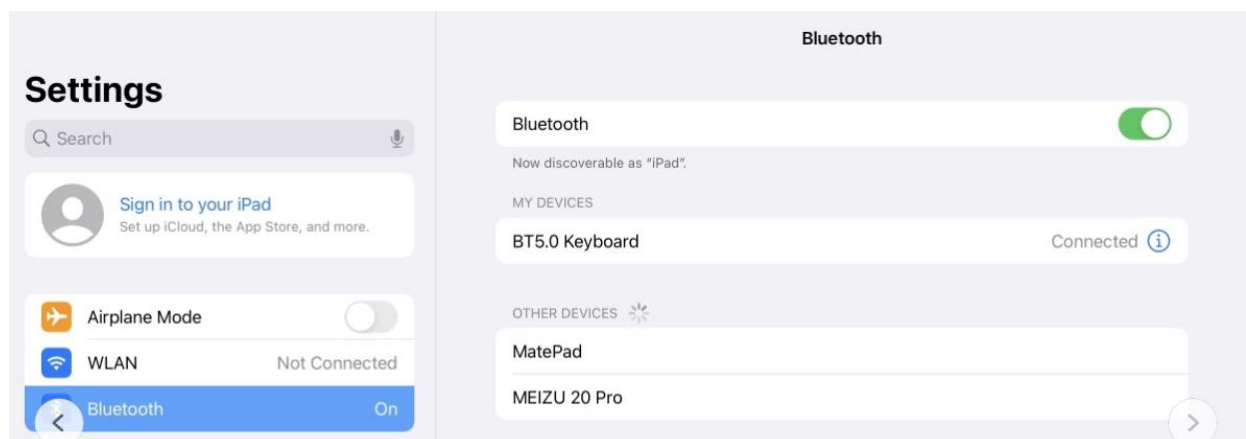 Settings
Search
Sign in to your iPad
Set up iCloud, the App Store, and more.
Airplane Mode
WLAN Not Connected
Bluetooth On
Bluetooth
Bluetooth
Now discoverable as “iPad”.
MY DEVICES
BT5.0 Keyboard Connected
OTHER DEVICES
MatePad
MEIZU 20 Pro